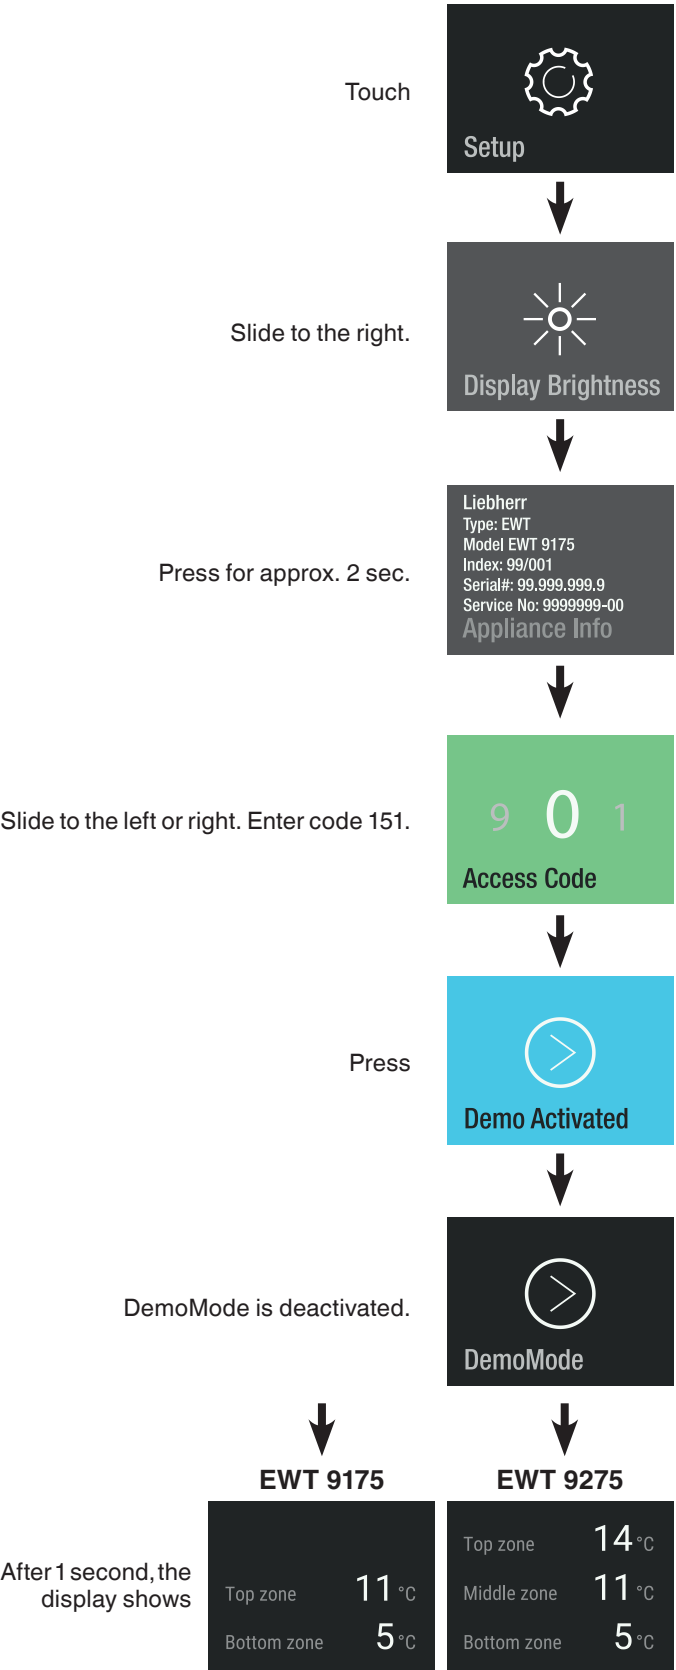 Touch
Setup
Slide to the right.
Display Brightness
Press for approx. 2 sec.
Liebherr
Type: EWT
Model EWT 9175
Index: 99/001
Serial#: 99.999.999.9
Service No: 9999999-00
Appliance Info
Slide to the left or right. Enter code 151.
9 0 1
Access Code
Press
Demo Activated
DemoMode is deactivated.
DemoMode
EWT 9175
EWT 9275
After 1 second, the
display shows
Top zone 11 °C
Bottom zone 5 °C
Top zone 14 °C
Middle zone 11 °C
Bottom zone 5 °C